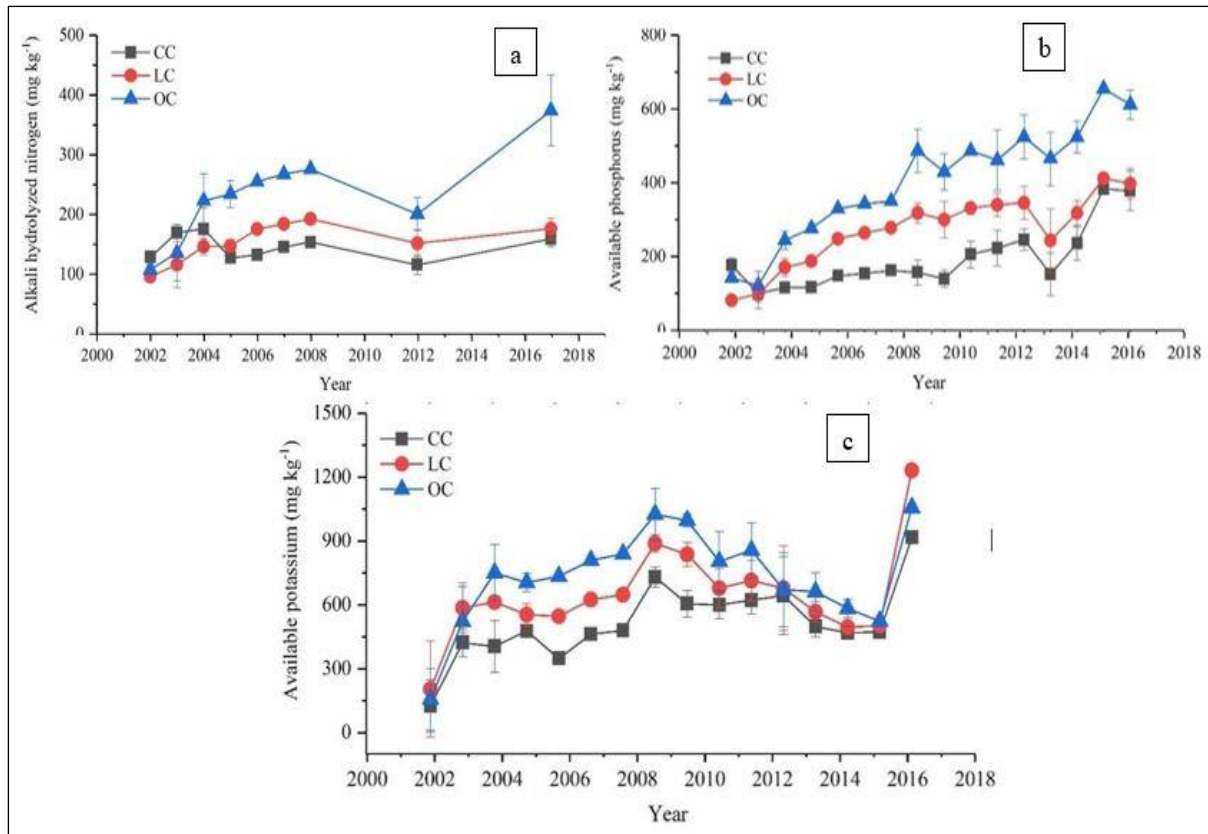 a
500
400
300
200
100
0
Alkali hydrolyzed nitrogen (mg kg⁻¹)
CC
LC
OC
2000 2002 2004 2006 2008 2010 2012 2014 2016 2018
Year
b
800
600
400
200
0
Available phosphorus (mg kg⁻¹)
CC
LC
OC
2000 2002 2004 2006 2008 2010 2012 2014 2016 2018
Year
c
1500
1200
900
600
300
0
Available potassium (mg kg⁻¹)
CC
LC
OC
2000 2002 2004 2006 2008 2010 2012 2014 2016 2018
Year